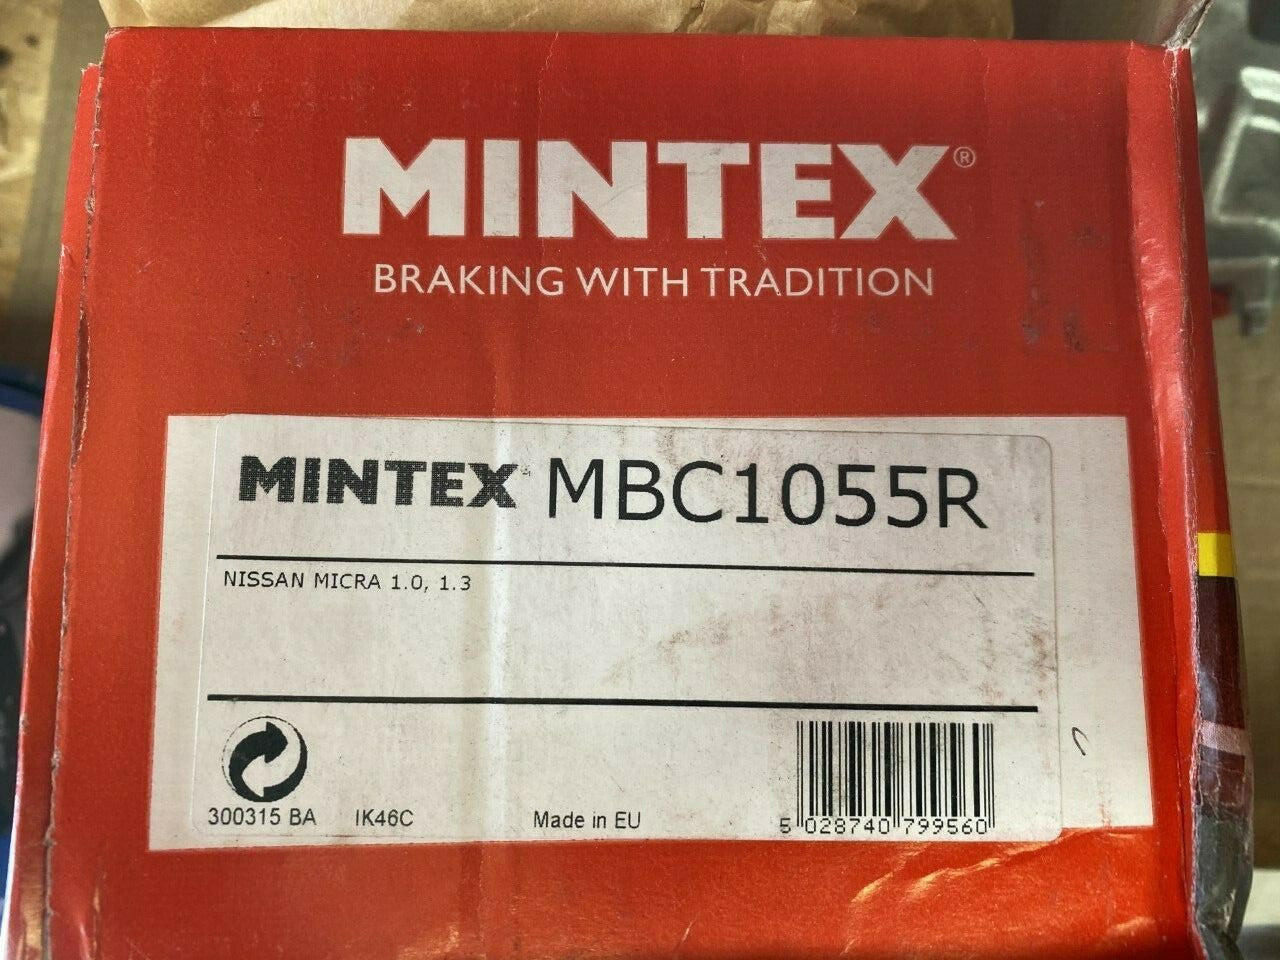 MINTEX®
BRAKING WITH TRADITION
MINTEX MBC1055R
NISSAN MICRA 1.0, 1.3
300315 BA IK46C Made in EU 5 028740 799560